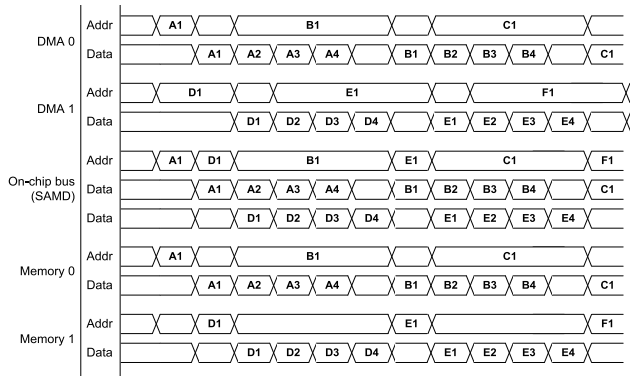 DMA 0
Addr A1 B1 C1
Data A1 A2 A3 A4 B1 B2 B3 B4 C1
DMA 1
Addr D1 E1 F1
Data D1 D2 D3 D4 E1 E2 E3 E4
On-chip bus
(SAMD)
Addr A1 D1 B1 E1 C1 F1
Data A1 A2 A3 A4 B1 B2 B3 B4 C1
Data D1 D2 D3 D4 E1 E2 E3 E4
Memory 0
Addr A1 B1 C1
Data A1 A2 A3 A4 B1 B2 B3 B4 C1
Memory 1
Addr D1 E1 F1
Data D1 D2 D3 D4 E1 E2 E3 E4